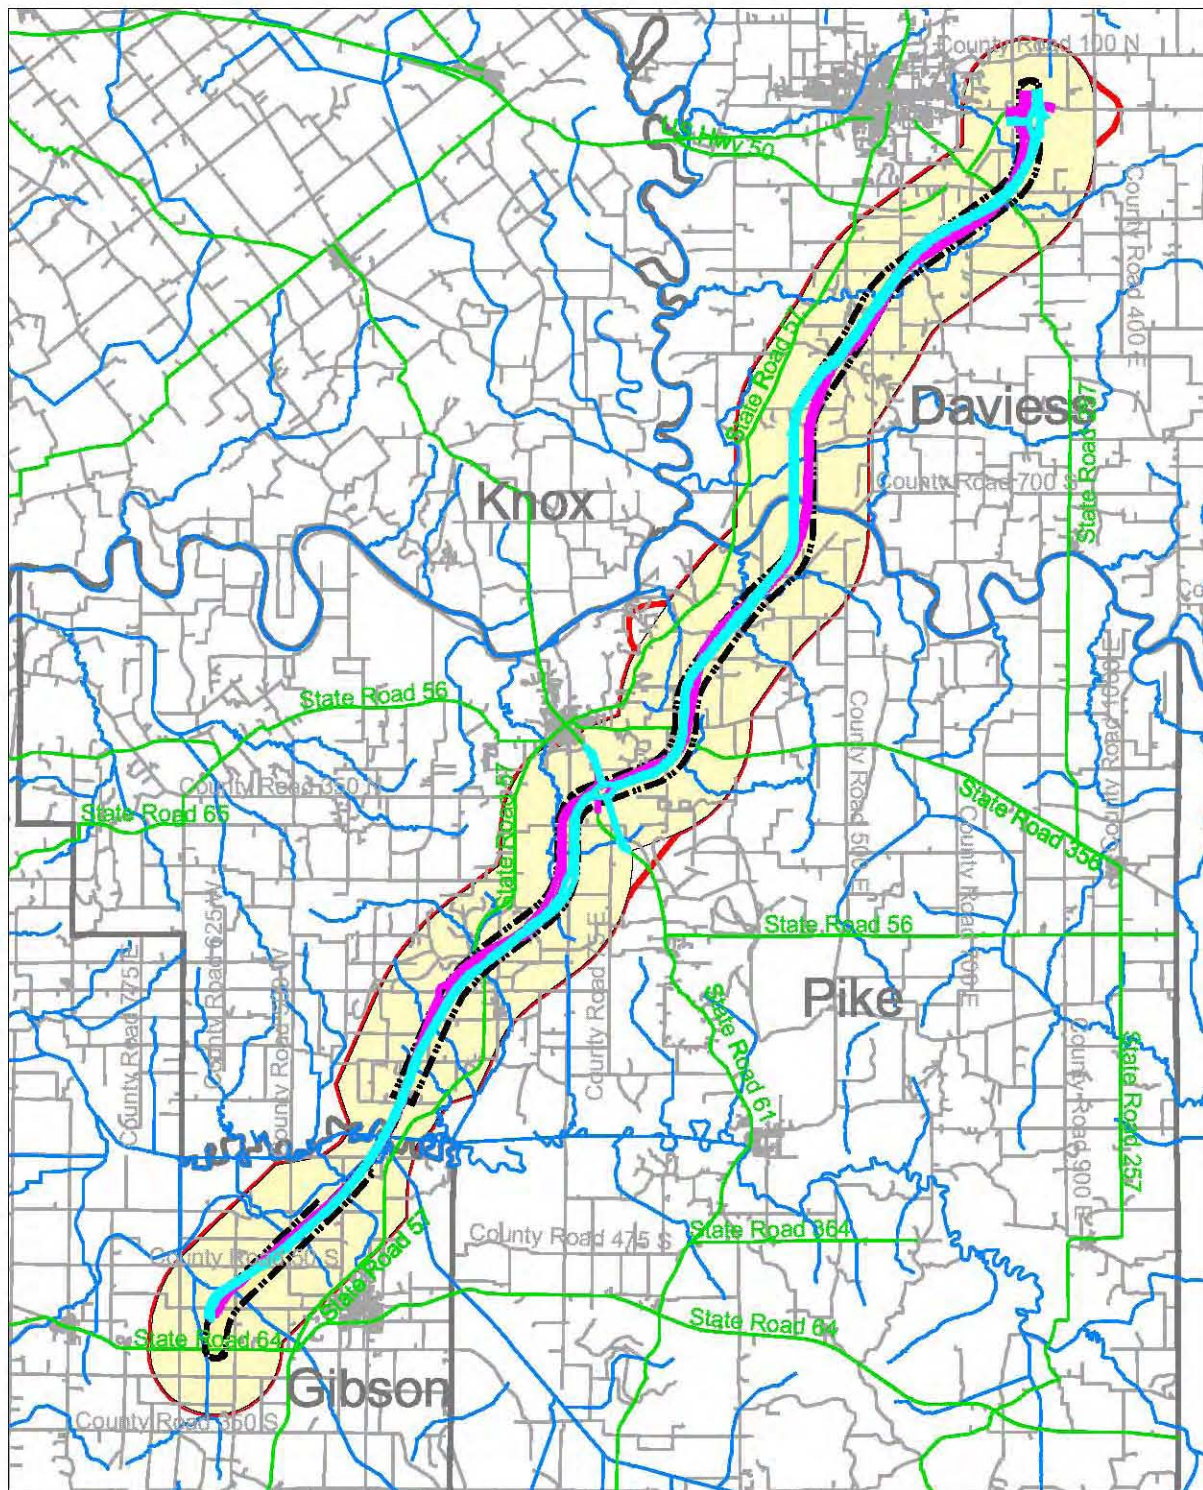 County Road 100 N
US Hwy 50
County Road 400 E
State Road 57
Daviess
State Road 257
County Road 700 S
Knox
State Road 56
County Road 1000 E
County Road 500 E
State Road 57
County Road 350 N
State Road 65
State Road 356
County Road 625 W
County Road 775 E
County Road 75 E
State Road 56
Pike
State Road 61
State Road 257
County Road 900 E
County Road 475 S
State Road 364
County Road 50 S
State Road 57
State Road 64
State Road 64
Gibson
County Road 350 S